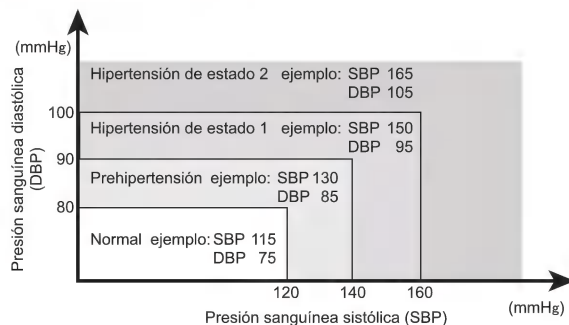 (mmHg)
Hipertensión de estado 2 ejemplo: SBP 165
DBP 105
100
Hipertensión de estado 1 ejemplo: SBP 150
DBP 95
90
Prehipertensión ejemplo: SBP 130
DBP 85
80
Normal ejemplo: SBP 115
DBP 75
Presión sanguínea diastólica
(DBP)
120 140 160
(mmHg)
Presión sanguínea sistólica (SBP)